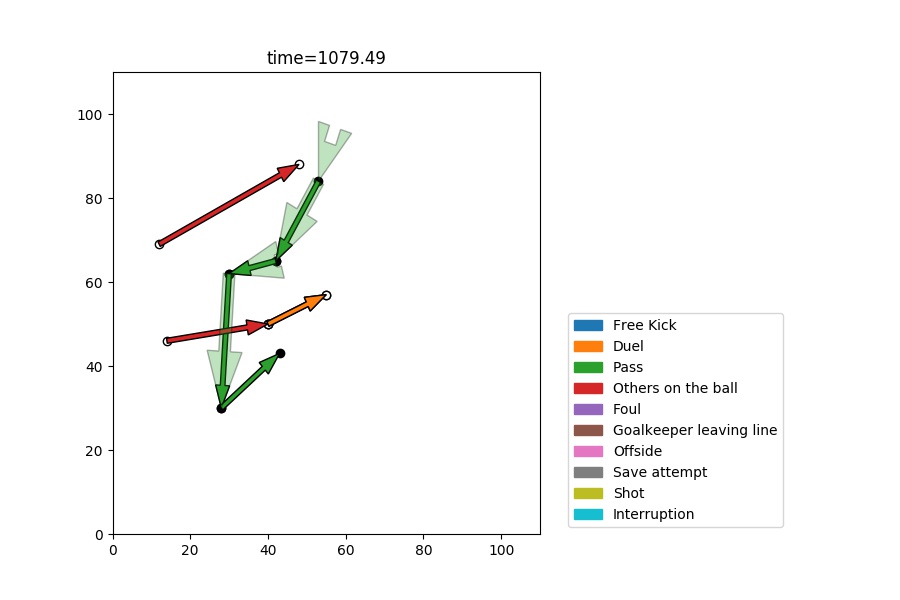 time=1079.49
100
80
60
40
20
0
0 20 40 60 80 100
Free Kick
Duel
Pass
Others on the ball
Foul
Goalkeeper leaving line
Offside
Save attempt
Shot
Interruption